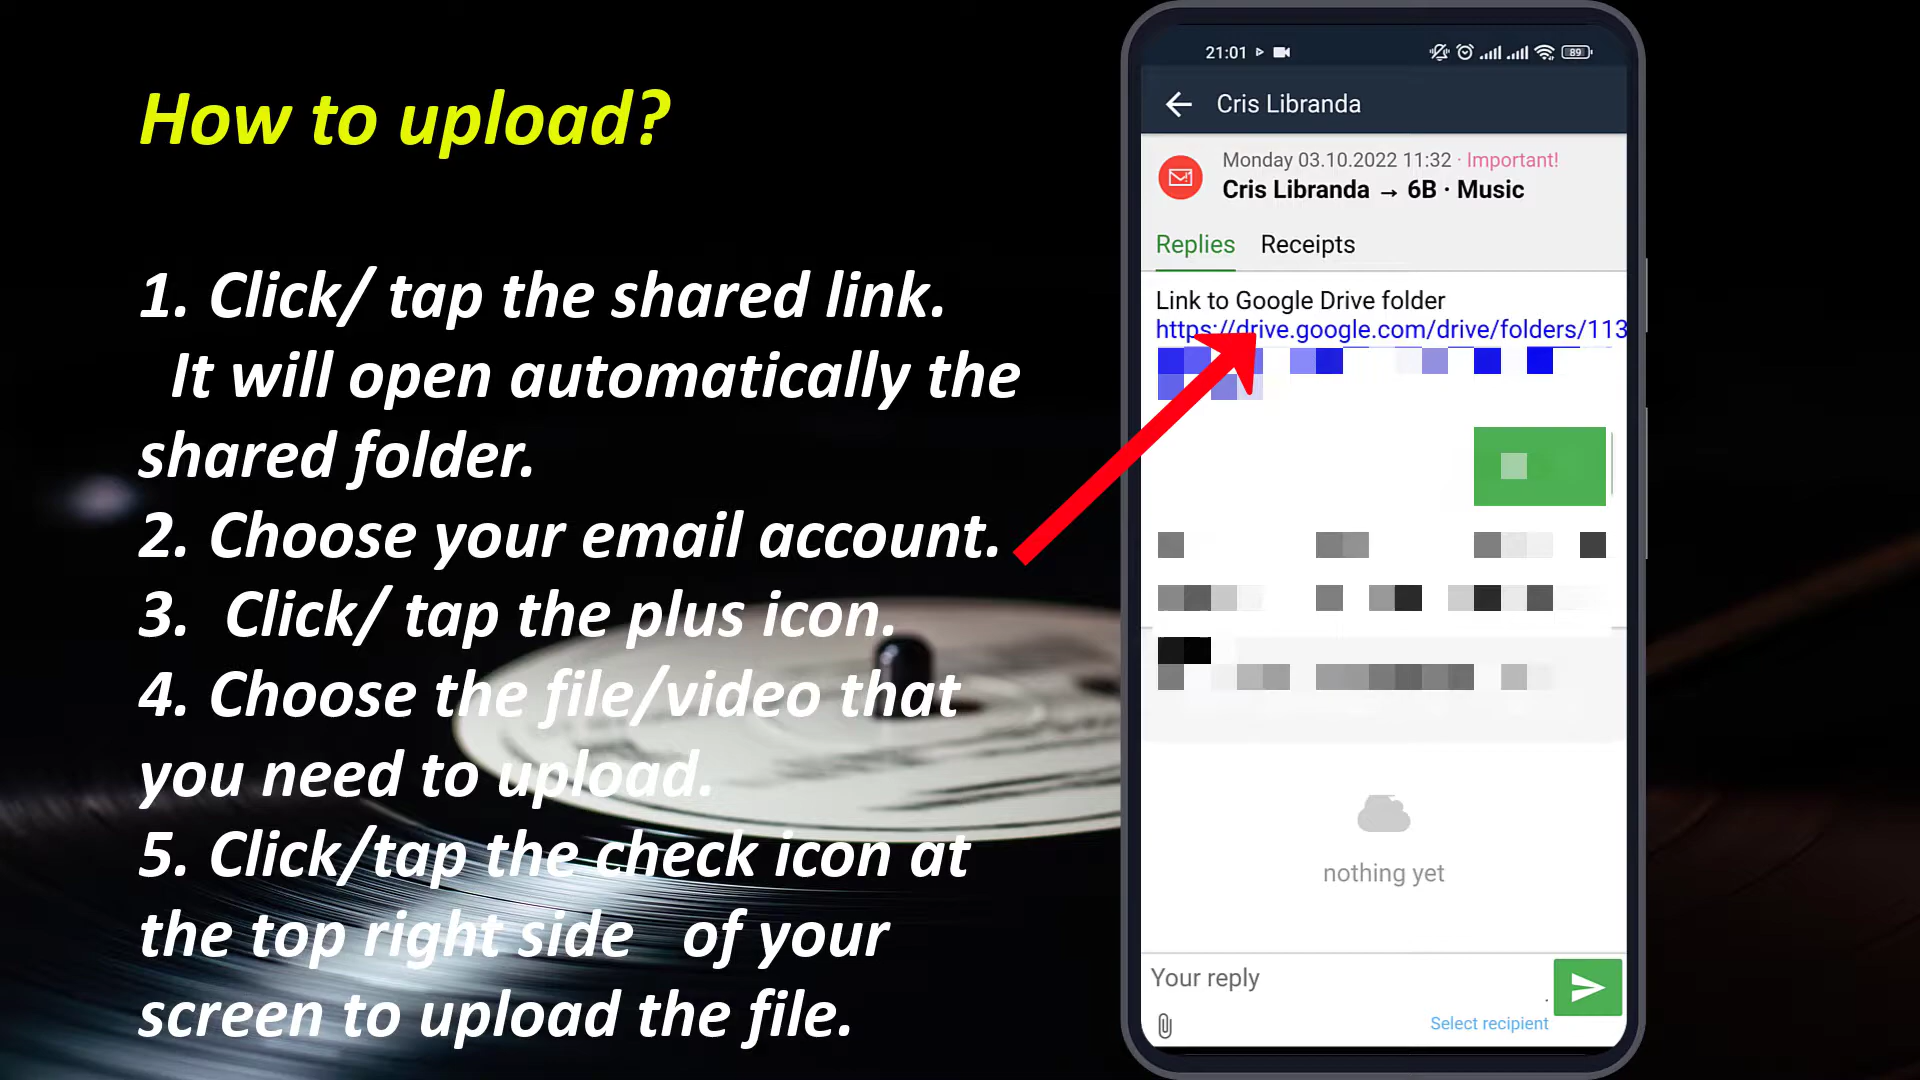 How to upload?
1. Click/ tap the shared link.
It will open automatically the
shared folder.
2. Choose your email account.
3. Click/ tap the plus icon.
4. Choose the file/video that
you need to upload.
5. Click/tap the check icon at
the top right side of your
screen to upload the file.
21:01
89
Cris Libranda
Monday 03.10.2022 11:32 · Important!
Cris Libranda → 6B · Music
Replies Receipts
Link to Google Drive folder
https://drive.google.com/drive/folders/113
nothing yet
Your reply
Select recipient